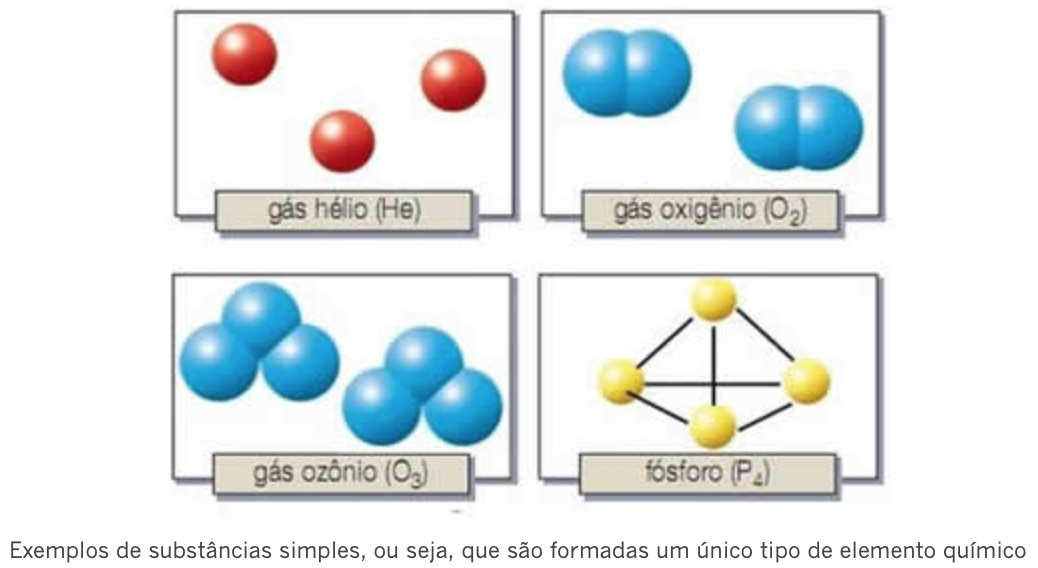 gás hélio (He)
gás oxigênio (O₂)
gás ozônio (O₃)
fósforo (P₄)
Exemplos de substâncias simples, ou seja, que são formadas um único tipo de elemento químico